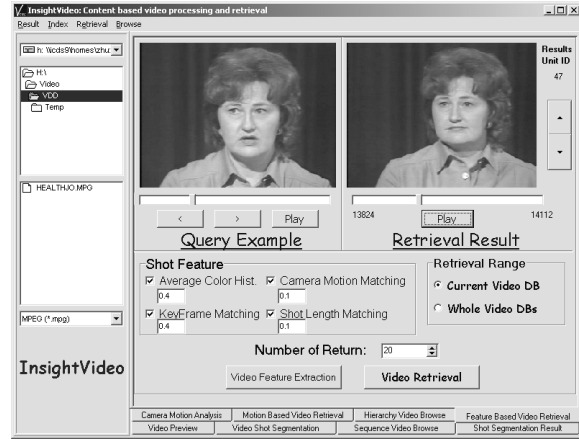 InsightVideo: Content based video processing and retrieval
Result Index Retrieval Browse
h: \\icds9\homes\zhu:
H:\
Video
VDD
Temp
HEALTHJO.MPG
MPEG (*.mpg)
InsightVideo
Results
Unit ID
47
< > Play
13824 Play 14112
Query Example Retrieval Result
Shot Feature
Average Color Hist. Camera Motion Matching
0.4 0.1
KeyFrame Matching Shot Length Matching
0.4 0.1
Retrieval Range
Current Video DB
Whole Video DBs
Number of Return: 20
Video Feature Extraction Video Retrieval
Camera Motion Analysis Motion Based Video Retrieval Hierarchy Video Browse Feature Based Video Retrieval
Video Preview Video Shot Segmentation Sequence Video Browse Shot Segmentation Result